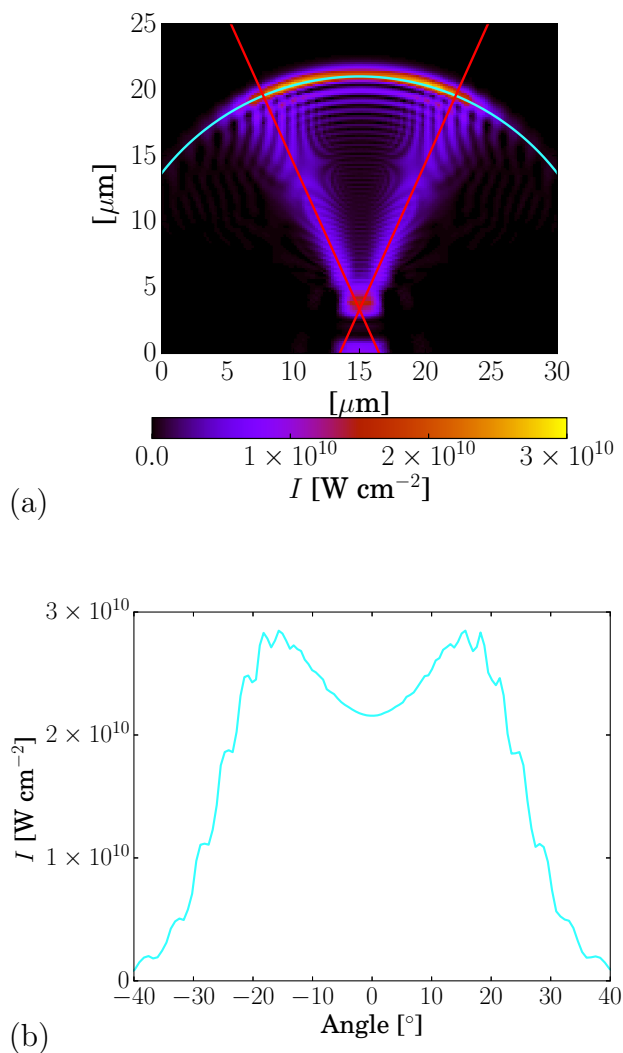 25
20
15
10
5
0
[μm]
0 5 10 15 20 25 30
[μm]
0.0 1 × 10^10 2 × 10^10 3 × 10^10
I [W cm^−2]
(a)
3 × 10^10
2 × 10^10
1 × 10^10
0
I [W cm^−2]
−40 −30 −20 −10 0 10 20 30 40
Angle [°]
(b)